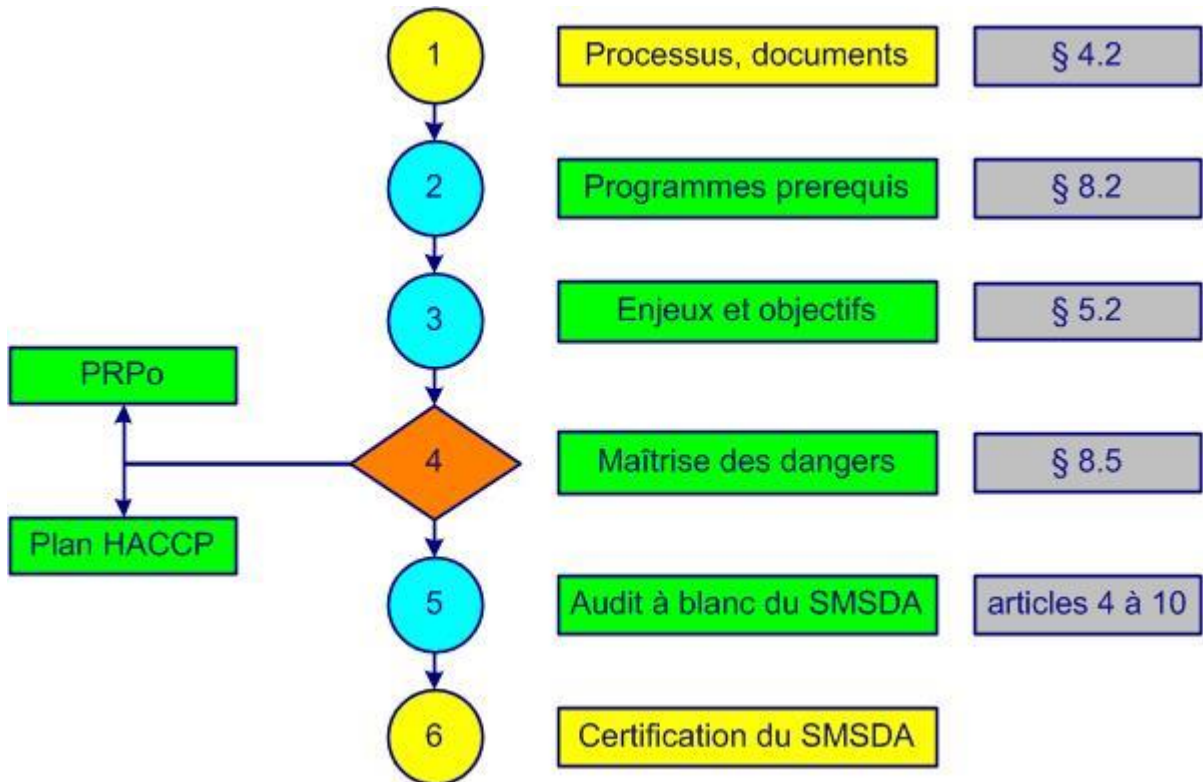 1
Processus, documents
§ 4.2
2
Programmes prerequis
§ 8.2
3
Enjeux et objectifs
§ 5.2
PRPo
4
Maîtrise des dangers
§ 8.5
Plan HACCP
5
Audit à blanc du SMSDA
articles 4 à 10
6
Certification du SMSDA